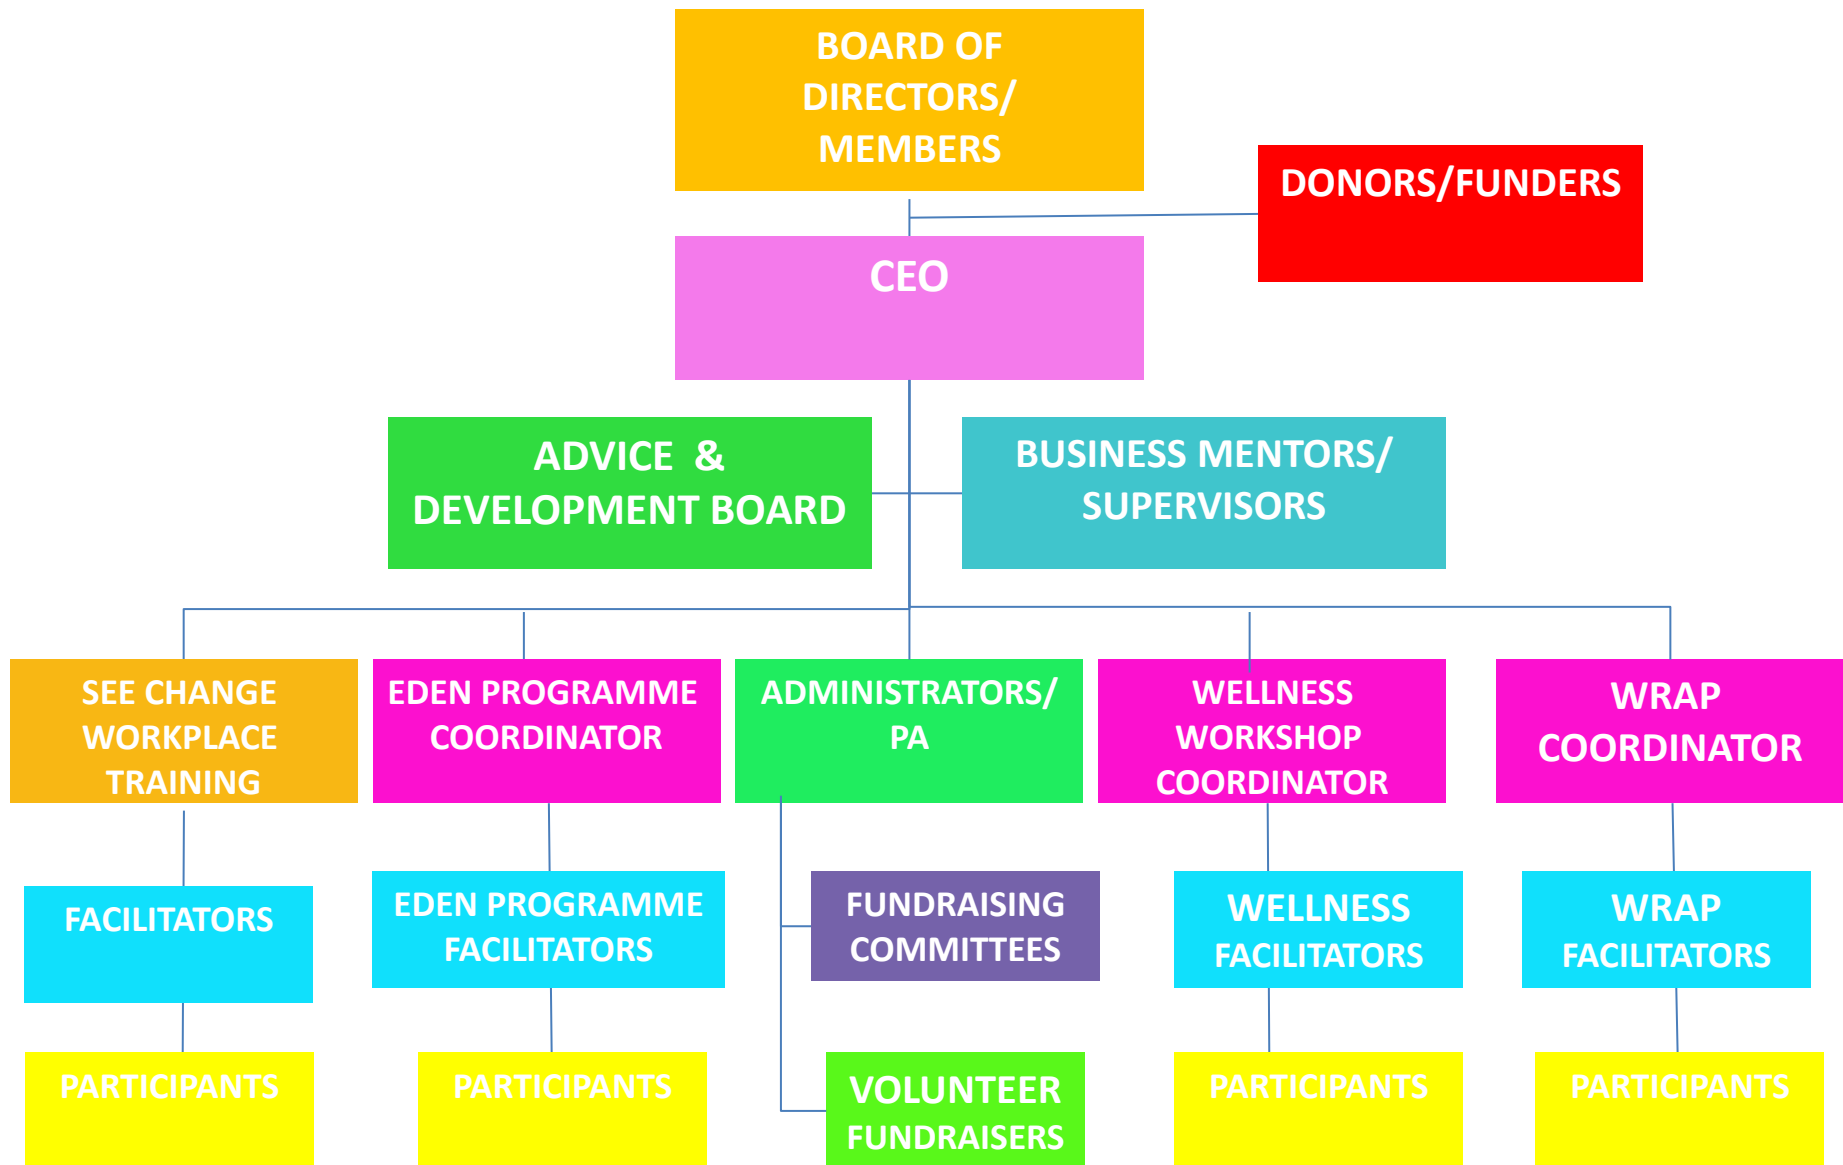 BOARD OF
DIRECTORS/
MEMBERS
DONORS/FUNDERS
CEO
ADVICE  &
DEVELOPMENT BOARD
BUSINESS MENTORS/
SUPERVISORS
SEE CHANGE
WORKPLACE
TRAINING
EDEN PROGRAMME
COORDINATOR
ADMINISTRATORS/
PA
WELLNESS
WORKSHOP
COORDINATOR
WRAP
COORDINATOR
FACILITATORS
EDEN PROGRAMME
FACILITATORS
FUNDRAISING
COMMITTEES
WELLNESS
FACILITATORS
WRAP
FACILITATORS
PARTICIPANTS
PARTICIPANTS
VOLUNTEER
FUNDRAISERS
PARTICIPANTS
PARTICIPANTS